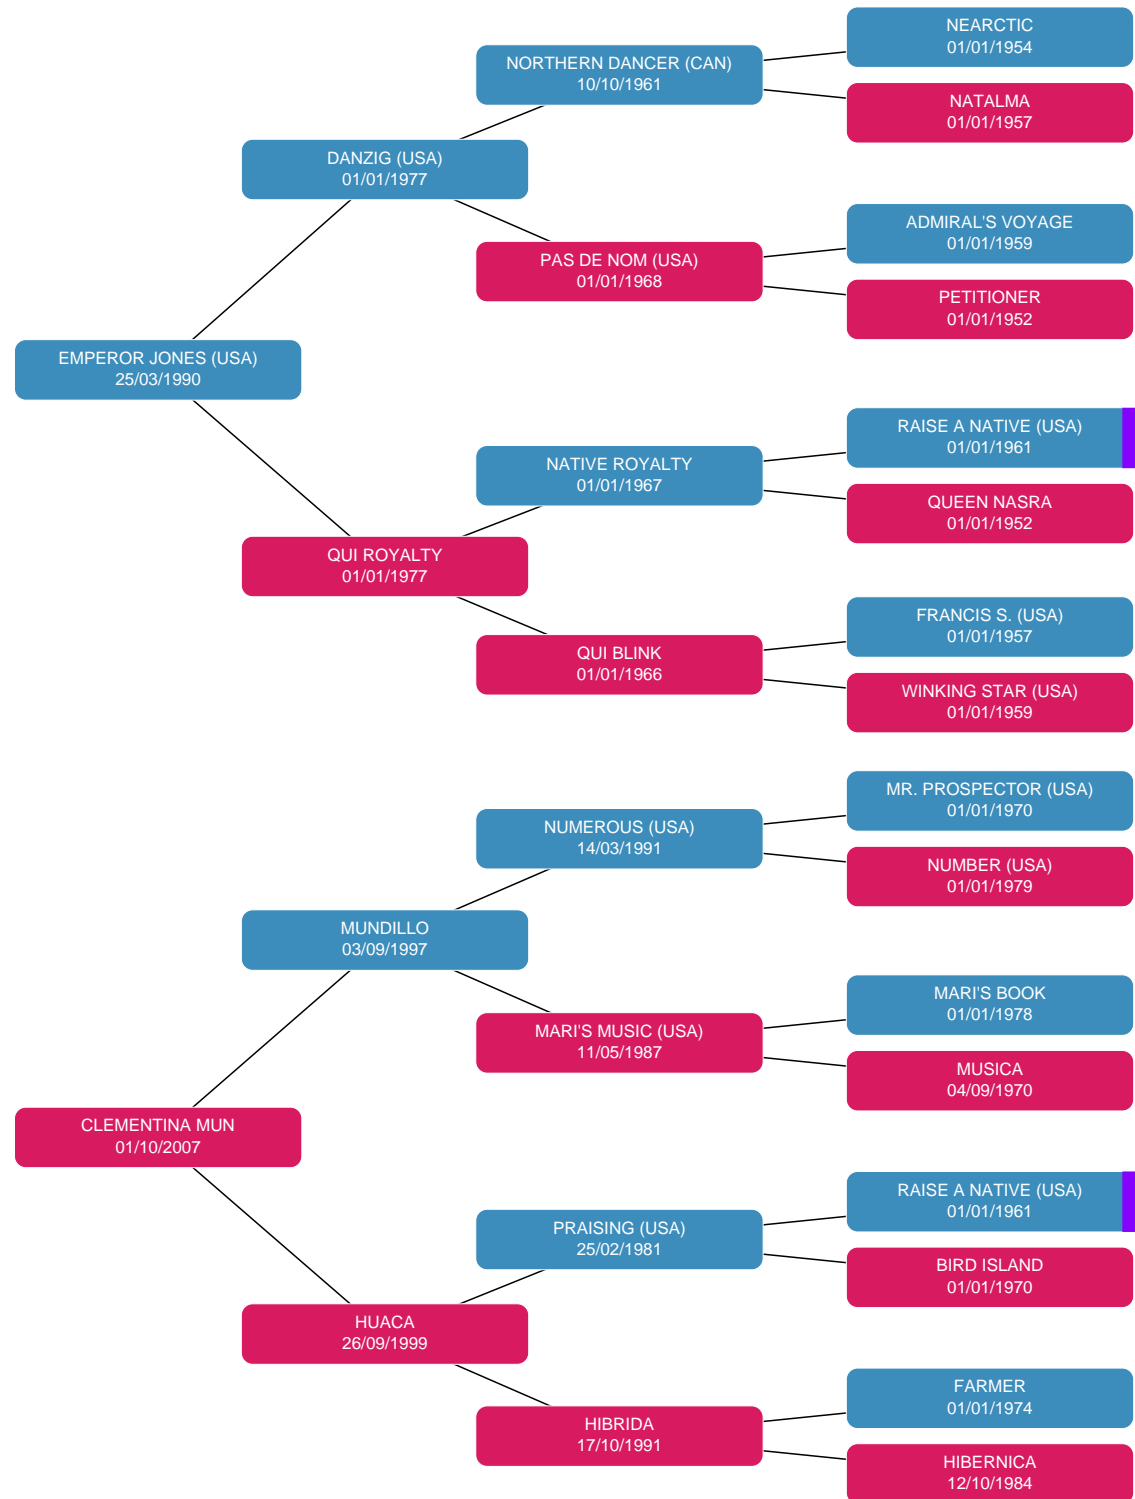 NEARCTIC
01/01/1954
NORTHERN DANCER (CAN)
10/10/1961
NATALMA
01/01/1957
DANZIG (USA)
01/01/1977
ADMIRAL'S VOYAGE
01/01/1959
PAS DE NOM (USA)
01/01/1968
PETITIONER
01/01/1952
EMPEROR JONES (USA)
25/03/1990
RAISE A NATIVE (USA)
01/01/1961
NATIVE ROYALTY
01/01/1967
QUEEN NASRA
01/01/1952
QUI ROYALTY
01/01/1977
FRANCIS S. (USA)
01/01/1957
QUI BLINK
01/01/1966
WINKING STAR (USA)
01/01/1959
MR. PROSPECTOR (USA)
01/01/1970
NUMEROUS (USA)
14/03/1991
NUMBER (USA)
01/01/1979
MUNDILLO
03/09/1997
MARI'S BOOK
01/01/1978
MARI'S MUSIC (USA)
11/05/1987
MUSICA
04/09/1970
CLEMENTINA MUN
01/10/2007
RAISE A NATIVE (USA)
01/01/1961
PRAISING (USA)
25/02/1981
BIRD ISLAND
01/01/1970
HUACA
26/09/1999
FARMER
01/01/1974
HIBRIDA
17/10/1991
HIBERNICA
12/10/1984